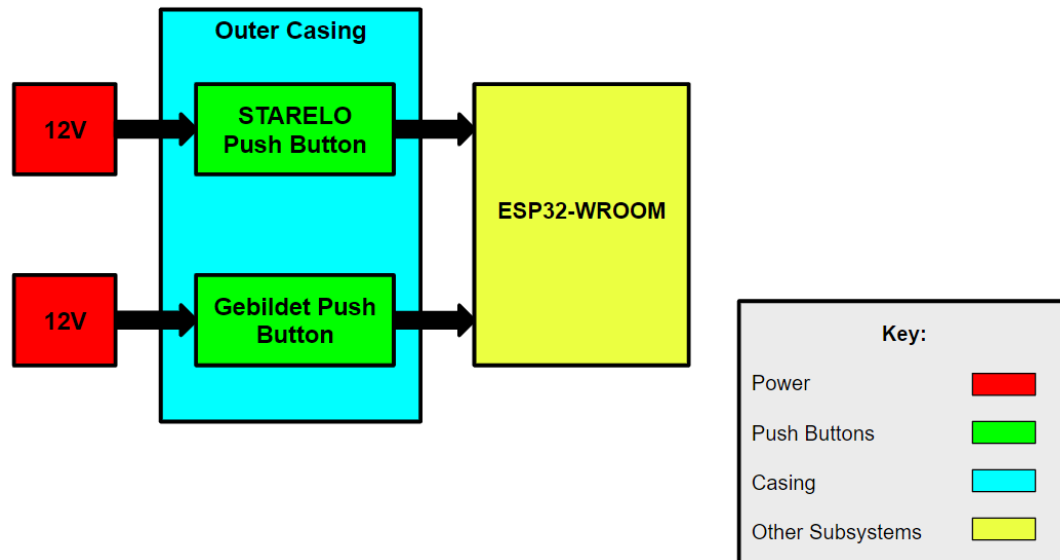 Outer Casing
12V
STARELO
Push Button
ESP32-WROOM
12V
Gebildet Push
Button
Key:
Power
Push Buttons
Casing
Other Subsystems